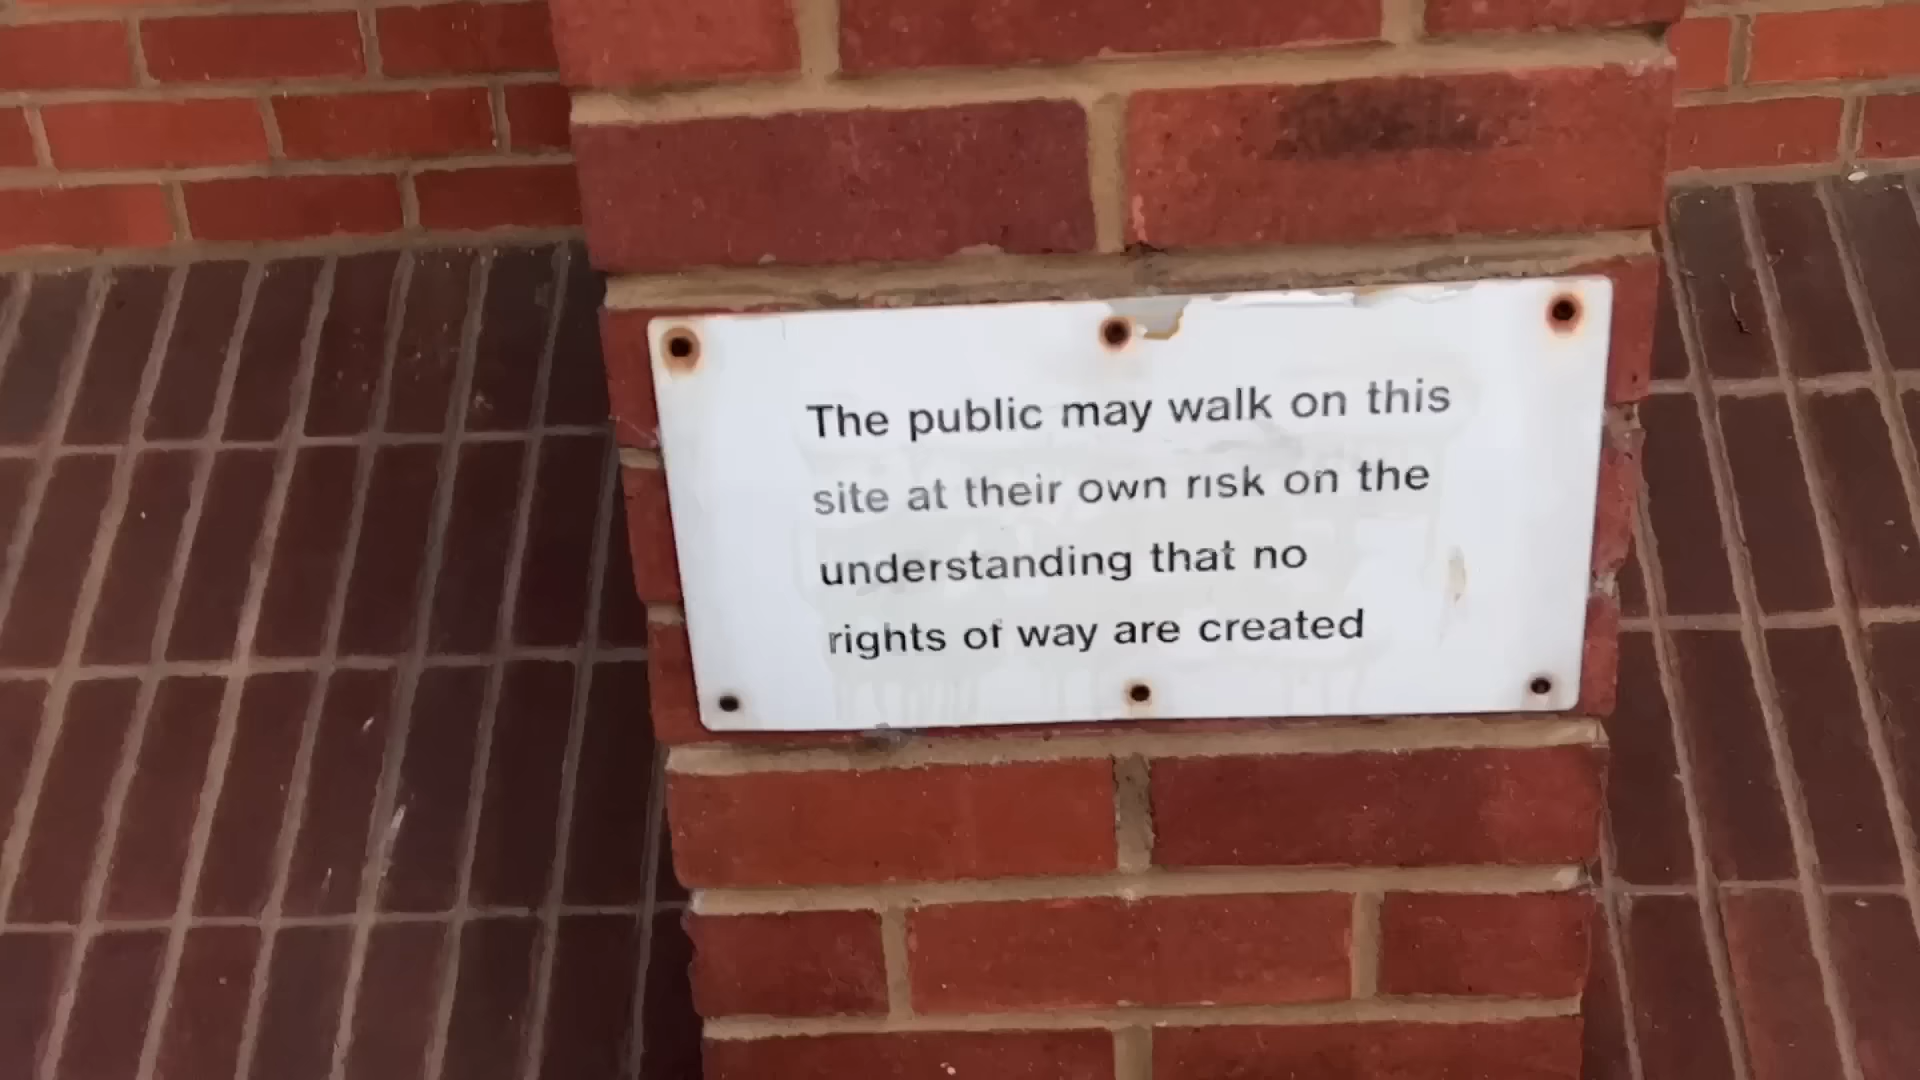 The public may walk on this
site at their own risk on the
understanding that no
rights of way are created